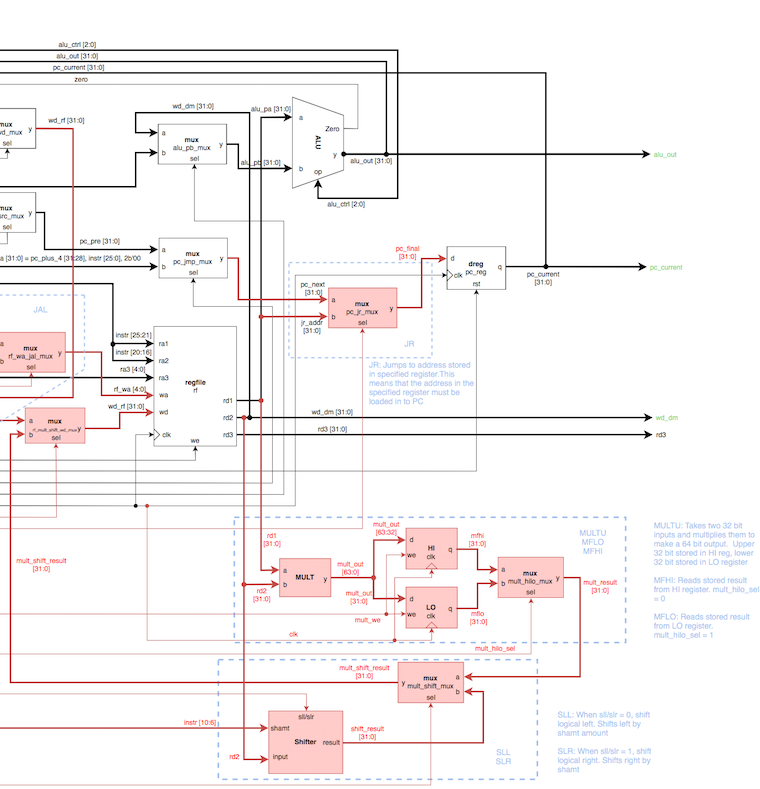 alu_ctrl [2:0]
alu_out [31:0]
pc_current [31:0]
zero
mux
wd_mux
sel
y
wd_rf [31:0]
wd_dm [31:0]
a
b
mux
alu_pb_mux
sel
y
alu_pa [31:0]
alu_pb [31:0]
a
b
ALU
Zero
y
op
alu_out [31:0]
alu_ctrl [2:0]
alu_out
mux
src_mux
sel
y
pc_pre [31:0]
a [31:0] = pc_plus_4 [31:28], instr [25:0], 2b'00
a
b
mux
pc_jmp_mux
sel
y
pc_final
[31:0]
d
clk
dreg
pc_reg
rst
q
pc_current
[31:0]
pc_current
pc_next
[31:0]
jr_addr
[31:0]
a
b
mux
pc_jr_mux
sel
y
JR
JR: Jumps to address stored
in specified register.This
means that the address in the
specified register must be
loaded in to PC
JAL
a
b
mux
rf_wa_jal_mux
sel
y
instr [25:21]
instr [20:16]
ra3 [4:0]
rf_wa [4:0]
wd_rf [31:0]
ra1
ra2
ra3
wa
wd
clk
regfile
rf
we
rd1
rd2
rd3
wd_dm [31:0]
rd3 [31:0]
wd_dm
rd3
a
b
mux
rf_mult_shift_wd_mux
sel
y
mult_shift_result
[31:0]
rd1
[31:0]
rd2
[31:0]
a
b
MULT
y
mult_out
[63:0]
mult_out
[63:32]
mult_out
[31:0]
mult_we
clk
d
we
HI
clk
q
mfhi
[31:0]
d
we
LO
q
mflo
[31:0]
a
b
mux
mult_hilo_mux
sel
y
mult_result
[31:0]
mult_hilo_sel
MULTU
MFLO
MFHI
MULTU: Takes two 32 bit
inputs and multiplies them to
make a 64 bit output. Upper
32 bit stored in HI reg, lower
32 bit stored in LO register
MFHI: Reads stored result
from HI register. mult_hilo_sel
= 0
MFLO: Reads stored result
from LO register.
mult_hilo_sel = 1
mult_shift_result
[31:0]
y
mux
mult_shift_mux
sel
a
b
instr [10:6]
rd2
sll/slr
shamt
Shifter
result
input
shift_result
[31:0]
SLL
SLR
SLL: When sll/slr = 0, shift
logical left. Shifts left by
shamt amount
SLR: When sll/slr = 1, shift
logical right. Shifts right by
shamt